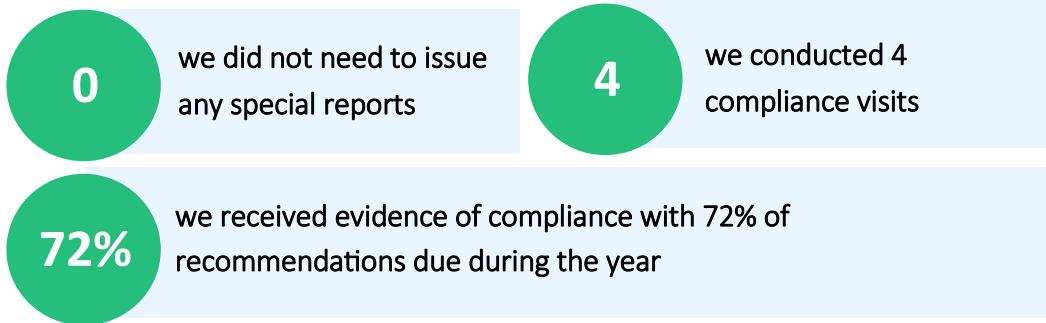 0
we did not need to issue
any special reports
4
we conducted 4
compliance visits
72%
we received evidence of compliance with 72% of
recommendations due during the year